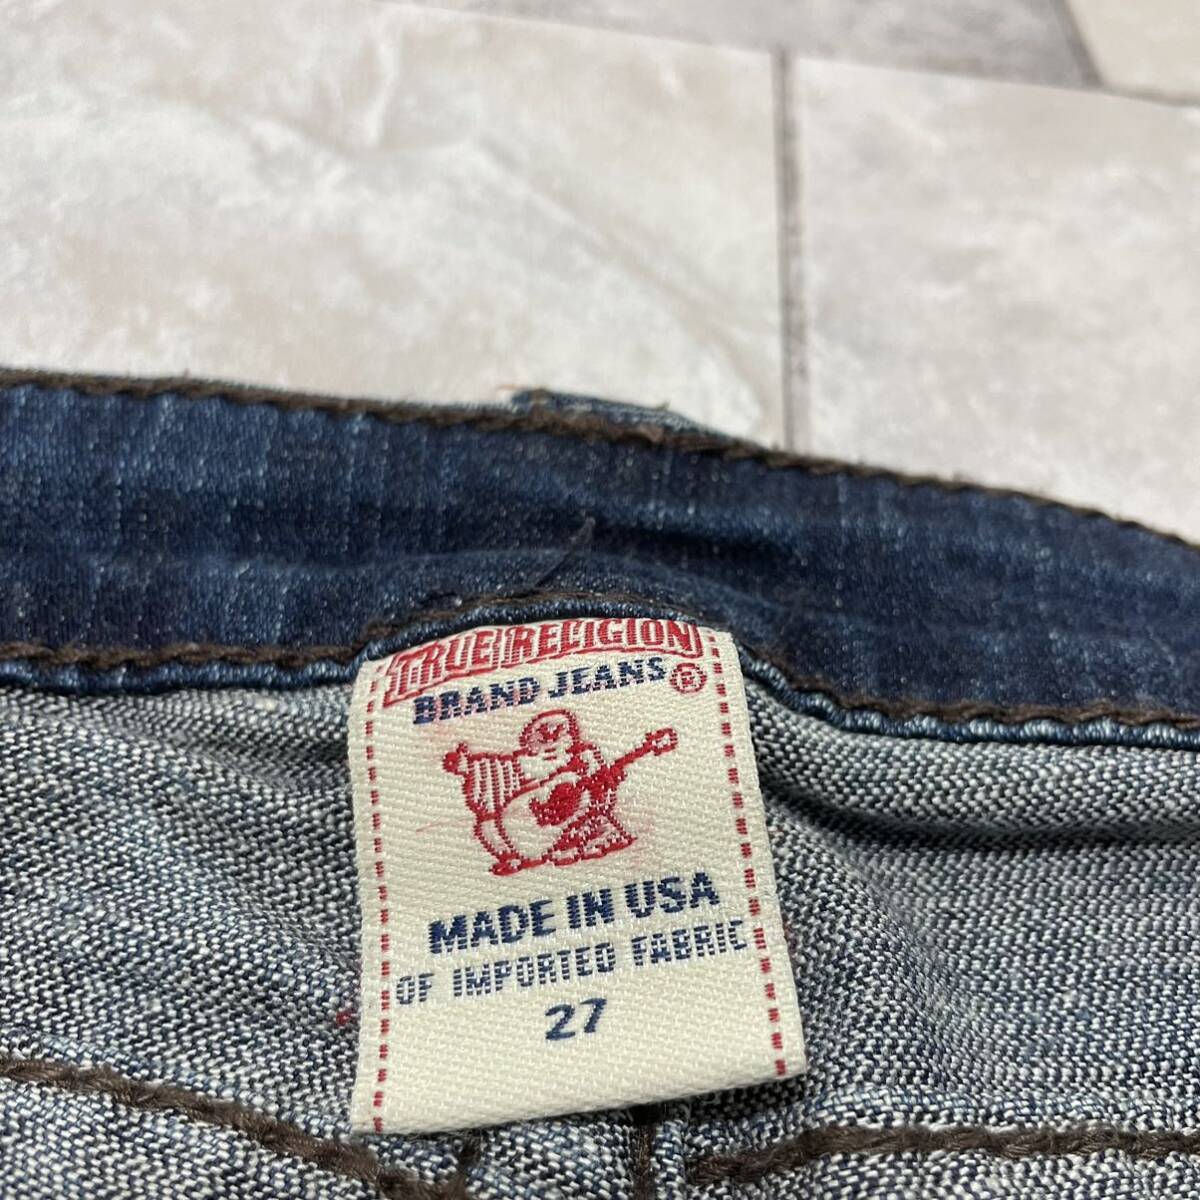 TRUE RELIGION
BRAND JEANS ®
MADE IN USA
OF IMPORTED FABRIC
27